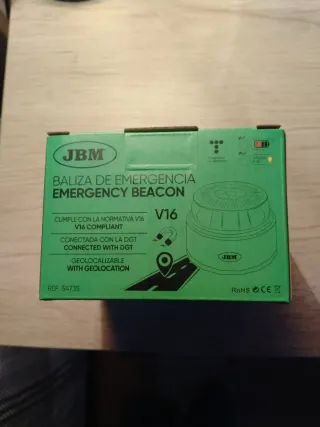 JBM
BALIZA DE EMERGENCIA
EMERGENCY BEACON
CUMPLE CON LA NORMATIVA V16
V16 COMPLIANT
V16
CONECTADA CON LA DGT
CONNECTED WITH DGT
GEOLOCALIZABLE
WITH GEOLOCATION
JBM
REF. 54735
RoHS CE